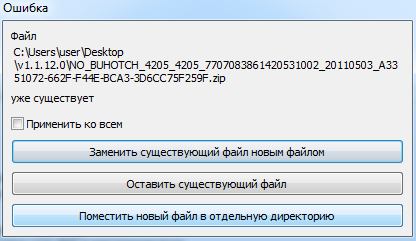 Ошибка
Файл
C:\Users\user\Desktop
\v1.1.12.0\NO_BUHOTCH_4205_4205_7707083861420531002_20110503_A33
51072-662F-F44E-BCA3-3D6CC75F259F.zip
уже существует
Применить ко всем
Заменить существующий файл новым файлом
Оставить существующий файл
Поместить новый файл в отдельную директорию